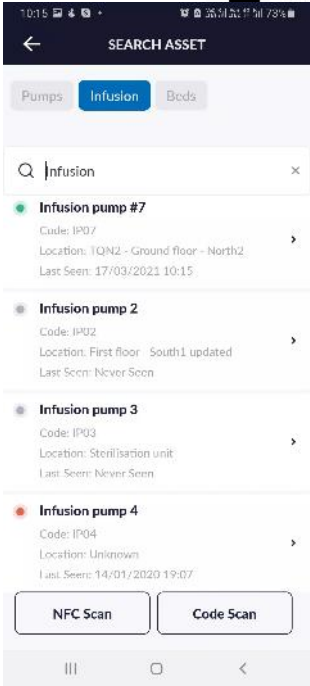 10:15
73%
SEARCH ASSET
Pumps Infusion Beds
Infusion
Infusion pump #7
Code: IP07
Location: TQN2 - Ground floor - North2
Last Seen: 17/03/2021 10:15
Infusion pump 2
Code: IP02
Location: First floor - South1 updated
Last Seen: Never Seen
Infusion pump 3
Code: IP03
Location: Sterilisation unit
Last Seen: Never Seen
Infusion pump 4
Code: IP04
Location: Unknown
Last Seen: 14/01/2020 19:07
NFC Scan Code Scan